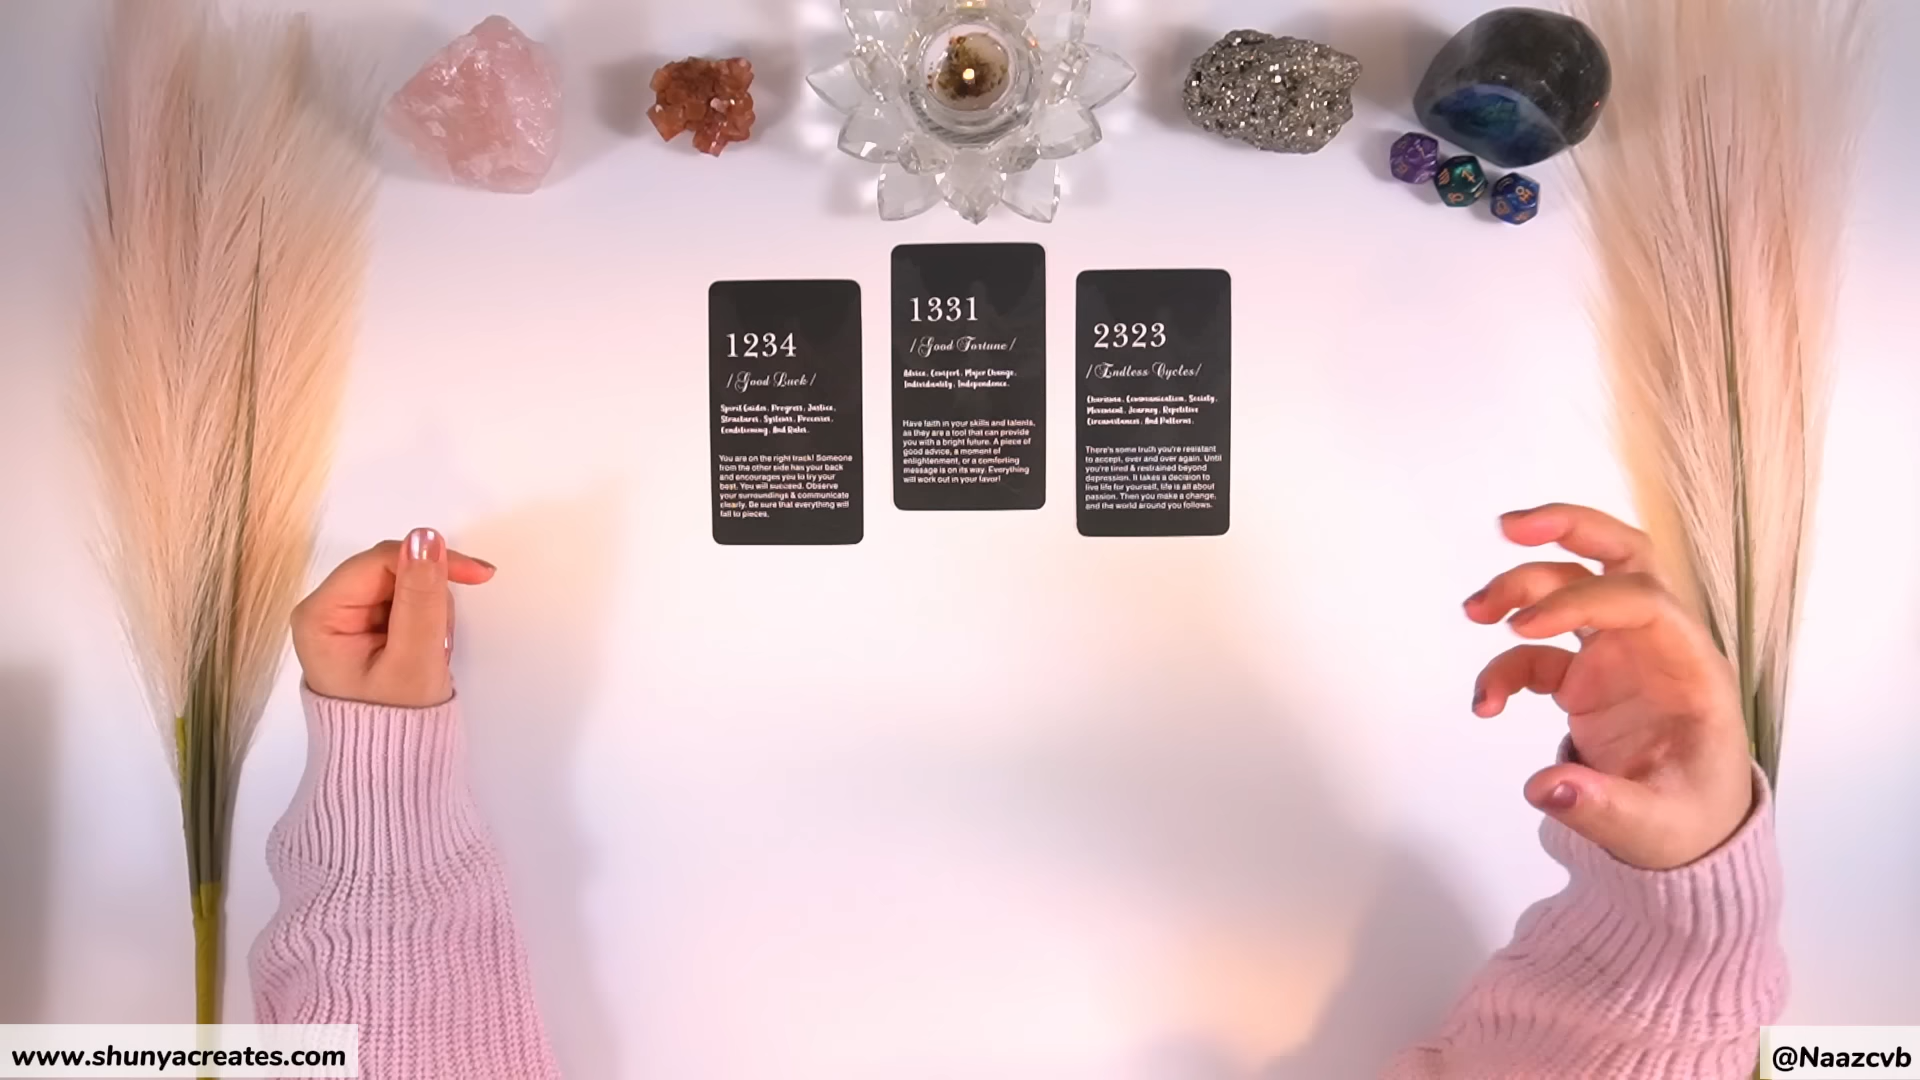 1234
/Good Luck/
Spirit Guides, Progress, Justice,
Structures, Systems, Processes,
Conditioning, And Rules.
You are on the right track! Someone
from the other side has your back
and encourages you to try your
best. You will succeed. Observe
your surroundings & communicate
clearly. Be sure that everything will
fall to pieces.
1331
/Good Fortune/
Advice, Comfort, Major Change,
Individuality, Independence.
Have faith in your skills and talents,
as they are a tool that can provide
you with a bright future. A piece of
good advice, a moment of
enlightenment, or a comforting
message is on its way. Everything
will work out in your favor!
2323
/Endless Cycles/
Charisma, Communication, Society,
Movement, Journey, Repetitive
Circumstances, And Patterns.
There's some truth you're resistant
to accept, over and over again. Until
you're tired & restrained beyond
depression. It takes a decision to
live life for yourself, life is all about
passion. Then you make a change,
and the world around you follows.
www.shunyacreates.com
@Naazcvb